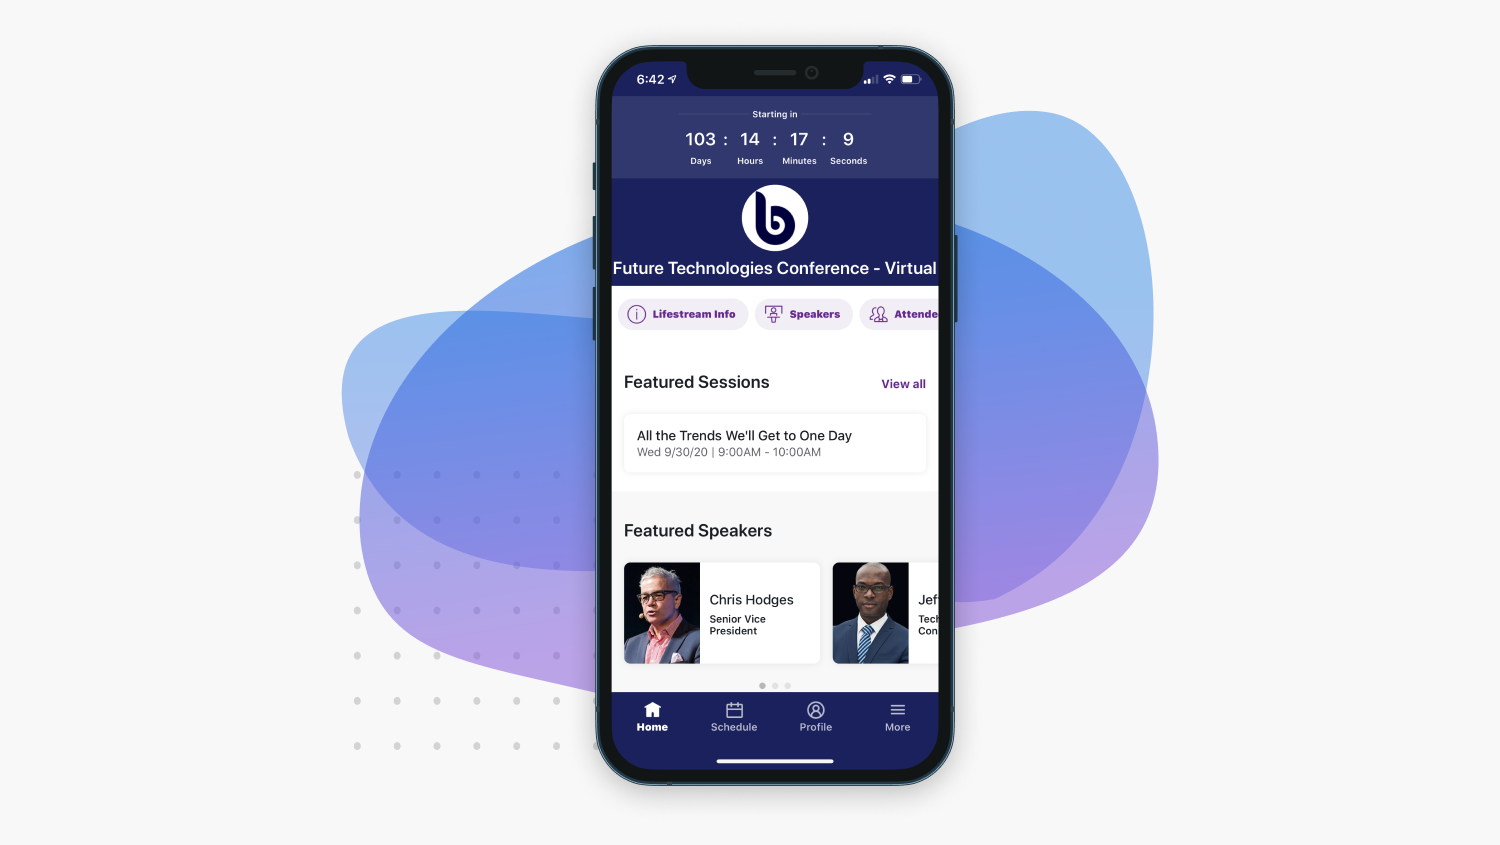 6:42
Starting in
103 : 14 : 17 : 9
Days Hours Minutes Seconds
b
Future Technologies Conference - Virtual
Lifestream Info Speakers Attende
Featured Sessions View all
All the Trends We'll Get to One Day
Wed 9/30/20 | 9:00AM - 10:00AM
Featured Speakers
Chris Hodges Jef
Senior Vice Tech
President Con
Home Schedule Profile More